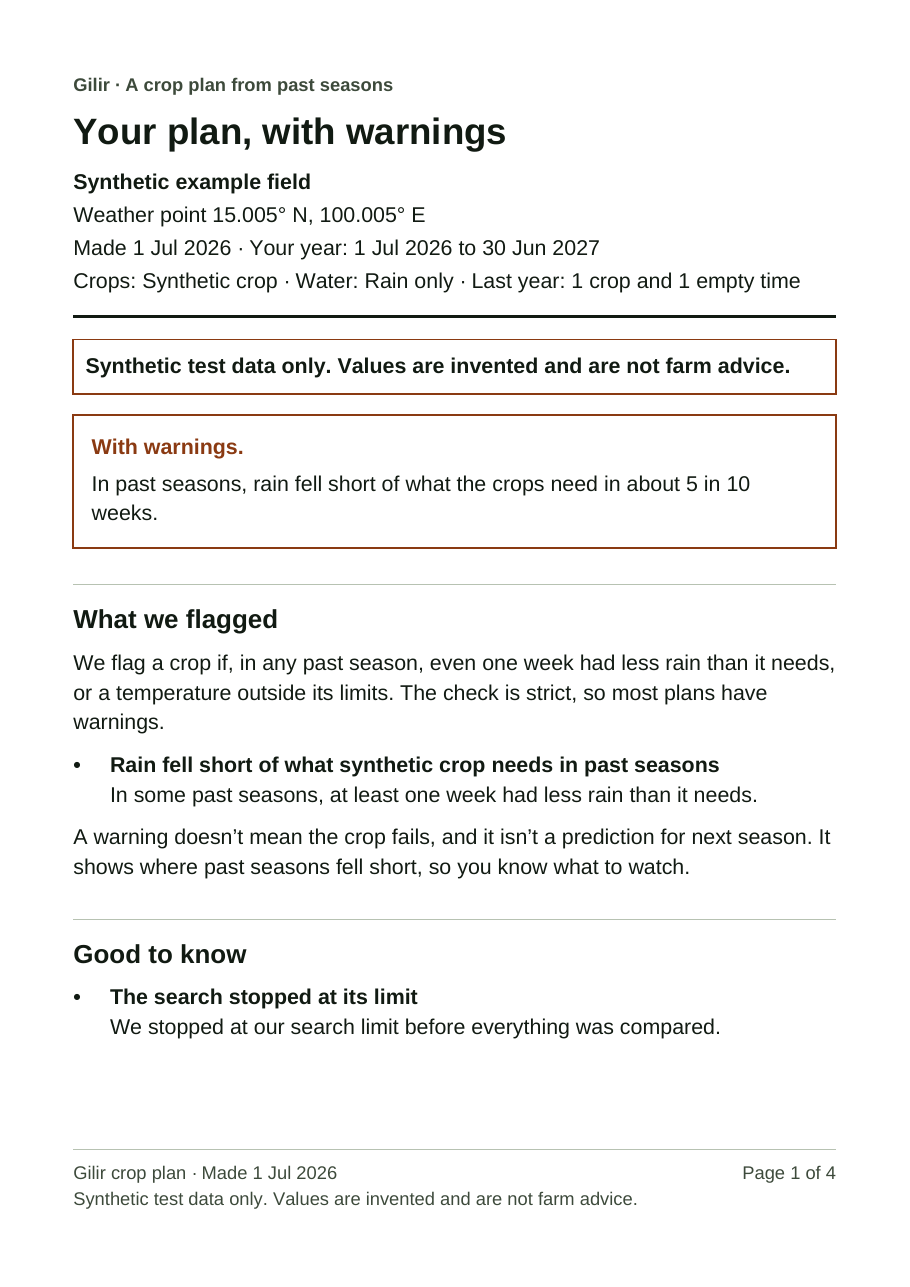 Gilir · A crop plan from past seasons
Your plan, with warnings
Synthetic example field
Weather point 15.005° N, 100.005° E
Made 1 Jul 2026 · Your year: 1 Jul 2026 to 30 Jun 2027
Crops: Synthetic crop · Water: Rain only · Last year: 1 crop and 1 empty time
Synthetic test data only. Values are invented and are not farm advice.
With warnings.
In past seasons, rain fell short of what the crops need in about 5 in 10
weeks.
What we flagged
We flag a crop if, in any past season, even one week had less rain than it needs,
or a temperature outside its limits. The check is strict, so most plans have
warnings.
• Rain fell short of what synthetic crop needs in past seasons
In some past seasons, at least one week had less rain than it needs.
A warning doesn’t mean the crop fails, and it isn’t a prediction for next season. It
shows where past seasons fell short, so you know what to watch.
Good to know
• The search stopped at its limit
We stopped at our search limit before everything was compared.
Gilir crop plan · Made 1 Jul 2026 Page 1 of 4
Synthetic test data only. Values are invented and are not farm advice.